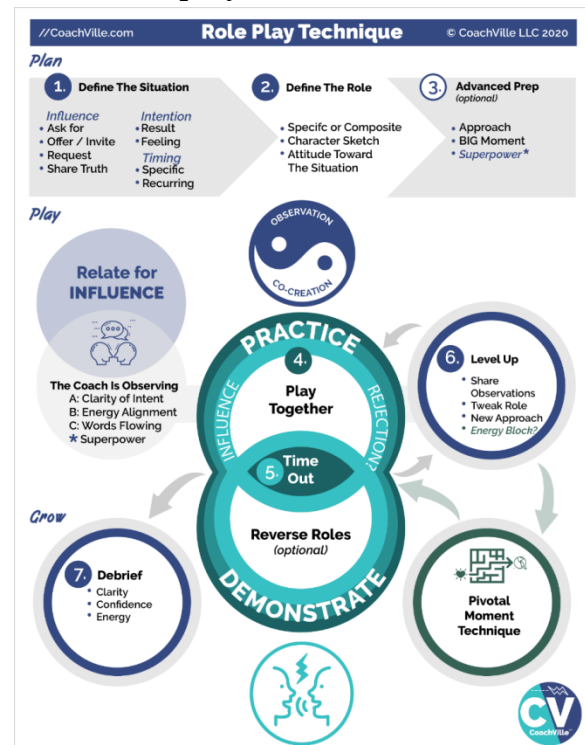 //CoachVille.com
Role Play Technique
© CoachVille LLC 2020
Plan
1. Define The Situation
Influence
• Ask for
• Offer / Invite
• Request
• Share Truth
Intention
• Result
• Feeling
Timing
• Specific
• Recurring
2. Define The Role
• Specifc or Composite
• Character Sketch
• Attitude Toward
The Situation
3. Advanced Prep
(optional)
• Approach
• BIG Moment
• Superpower*
Play
OBSERVATION
CO-CREATION
Relate for
INFLUENCE
The Coach Is Observing
A: Clarity of Intent
B: Energy Alignment
C: Words Flowing
* Superpower
PRACTICE
INFLUENCE
REJECTION?
4.
Play
Together
5. Time
Out
Reverse Roles
(optional)
DEMONSTRATE
6. Level Up
• Share
Observations
• Tweak Role
• New Approach
• Energy Block?
Grow
7. Debrief
• Clarity
• Confidence
• Energy
Pivotal
Moment
Technique
CV
CoachVille